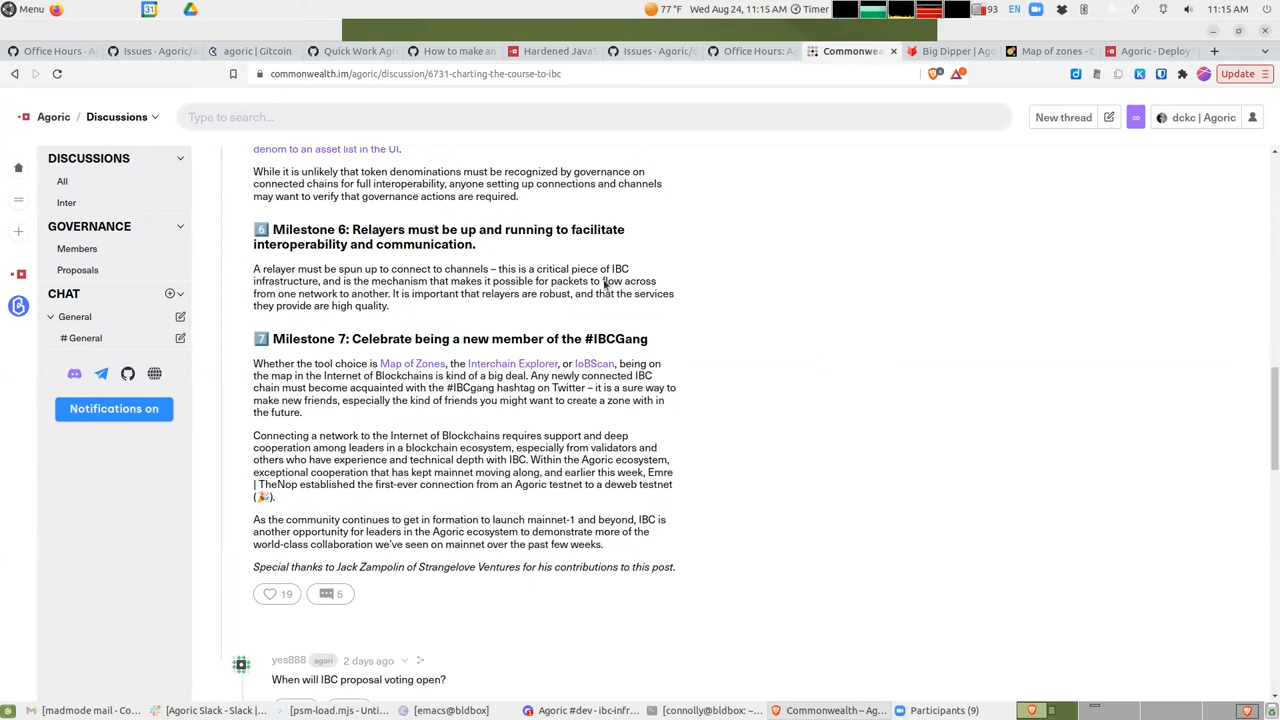 Menu
77 °F
Wed Aug 24, 11:15 AM
Timer
93
EN
11:15 AM
Office Hours · A
Issues · Agoric/a
agoric | Gitcoin
Quick Work Agr
How to make an
Hardened JavaS
Issues · Agoric/d
Office Hours: Ag
Commonwea
Big Dipper | Ago
Map of zones - C
Agoric - Deploy S
commonwealth.im/agoric/discussion/6731-charting-the-course-to-ibc
Update
Agoric / Discussions
Type to search...
New thread
dckc | Agoric
DISCUSSIONS
All
Inter
GOVERNANCE
Members
Proposals
CHAT
General
# General
Notifications on
denom to an asset list in the UI.
While it is unlikely that token denominations must be recognized by governance on
connected chains for full interoperability, anyone setting up connections and channels
may want to verify that governance actions are required.
6 Milestone 6: Relayers must be up and running to facilitate
interoperability and communication.
A relayer must be spun up to connect to channels – this is a critical piece of IBC
infrastructure, and is the mechanism that makes it possible for packets to flow across
from one network to another. It is important that relayers are robust, and that the services
they provide are high quality.
7 Milestone 7: Celebrate being a new member of the #IBCGang
Whether the tool choice is Map of Zones, the Interchain Explorer, or IoBScan, being on
the map in the Internet of Blockchains is kind of a big deal. Any newly connected IBC
chain must become acquainted with the #IBCgang hashtag on Twitter – it is a sure way to
make new friends, especially the kind of friends you might want to create a zone with in
the future.
Connecting a network to the Internet of Blockchains requires support and deep
cooperation among leaders in a blockchain ecosystem, especially from validators and
others who have experience and technical depth with IBC. Within the Agoric ecosystem,
exceptional cooperation that has kept mainnet moving along, and earlier this week, Emre
| TheNop established the first-ever connection from an Agoric testnet to a deweb testnet
(🎉).
As the community continues to get in formation to launch mainnet-1 and beyond, IBC is
another opportunity for leaders in the Agoric ecosystem to demonstrate more of the
world-class collaboration we've seen on mainnet over the past few weeks.
Special thanks to Jack Zampolin of Strangelove Ventures for his contributions to this post.
19
5
yes888 agori 2 days ago
When will IBC proposal voting open?
[madmode mail - Co...
[Agoric Slack - Slack |...
[psm-load.mjs - Unti...
[emacs@bldbox]
Agoric #dev - ibc-infr...
[connolly@bldbox: ~...
Commonwealth – Ag...
Participants (9)